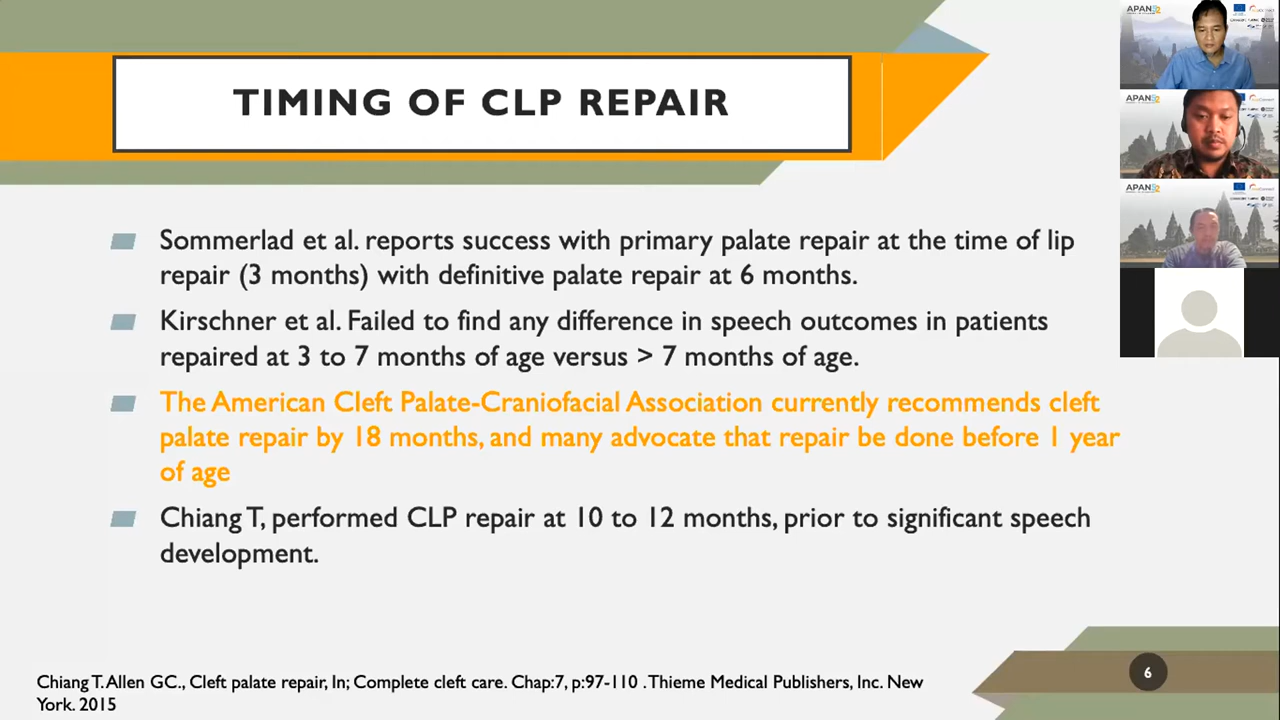 TIMING OF CLP REPAIR
Sommerlad et al. reports success with primary palate repair at the time of lip
repair (3 months) with definitive palate repair at 6 months.
Kirschner et al. Failed to find any difference in speech outcomes in patients
repaired at 3 to 7 months of age versus > 7 months of age.
The American Cleft Palate-Craniofacial Association currently recommends cleft
palate repair by 18 months, and many advocate that repair be done before 1 year
of age
Chiang T, performed CLP repair at 10 to 12 months, prior to significant speech
development.
Chiang T. Allen GC., Cleft palate repair, In; Complete cleft care. Chap:7, p:97-110 . Thieme Medical Publishers, Inc. New
York. 2015
6
APAN52
APAN52
APAN52